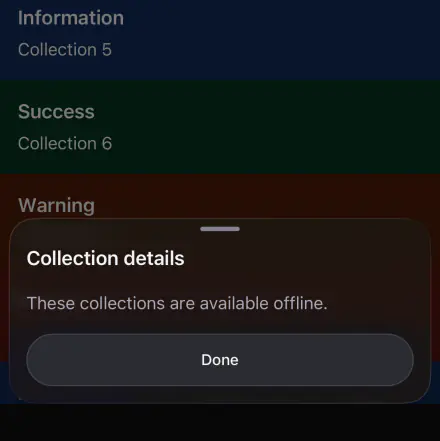 Information
Collection 5
Success
Collection 6
Warning
Collection details
These collections are available offline.
Done